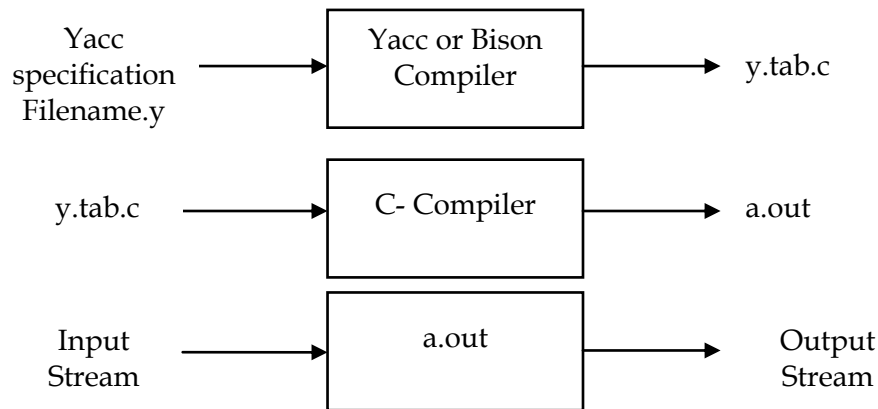 Yacc
specification
Filename.y
Yacc or Bison
Compiler
y.tab.c
y.tab.c
C- Compiler
a.out
Input
Stream
a.out
Output
Stream